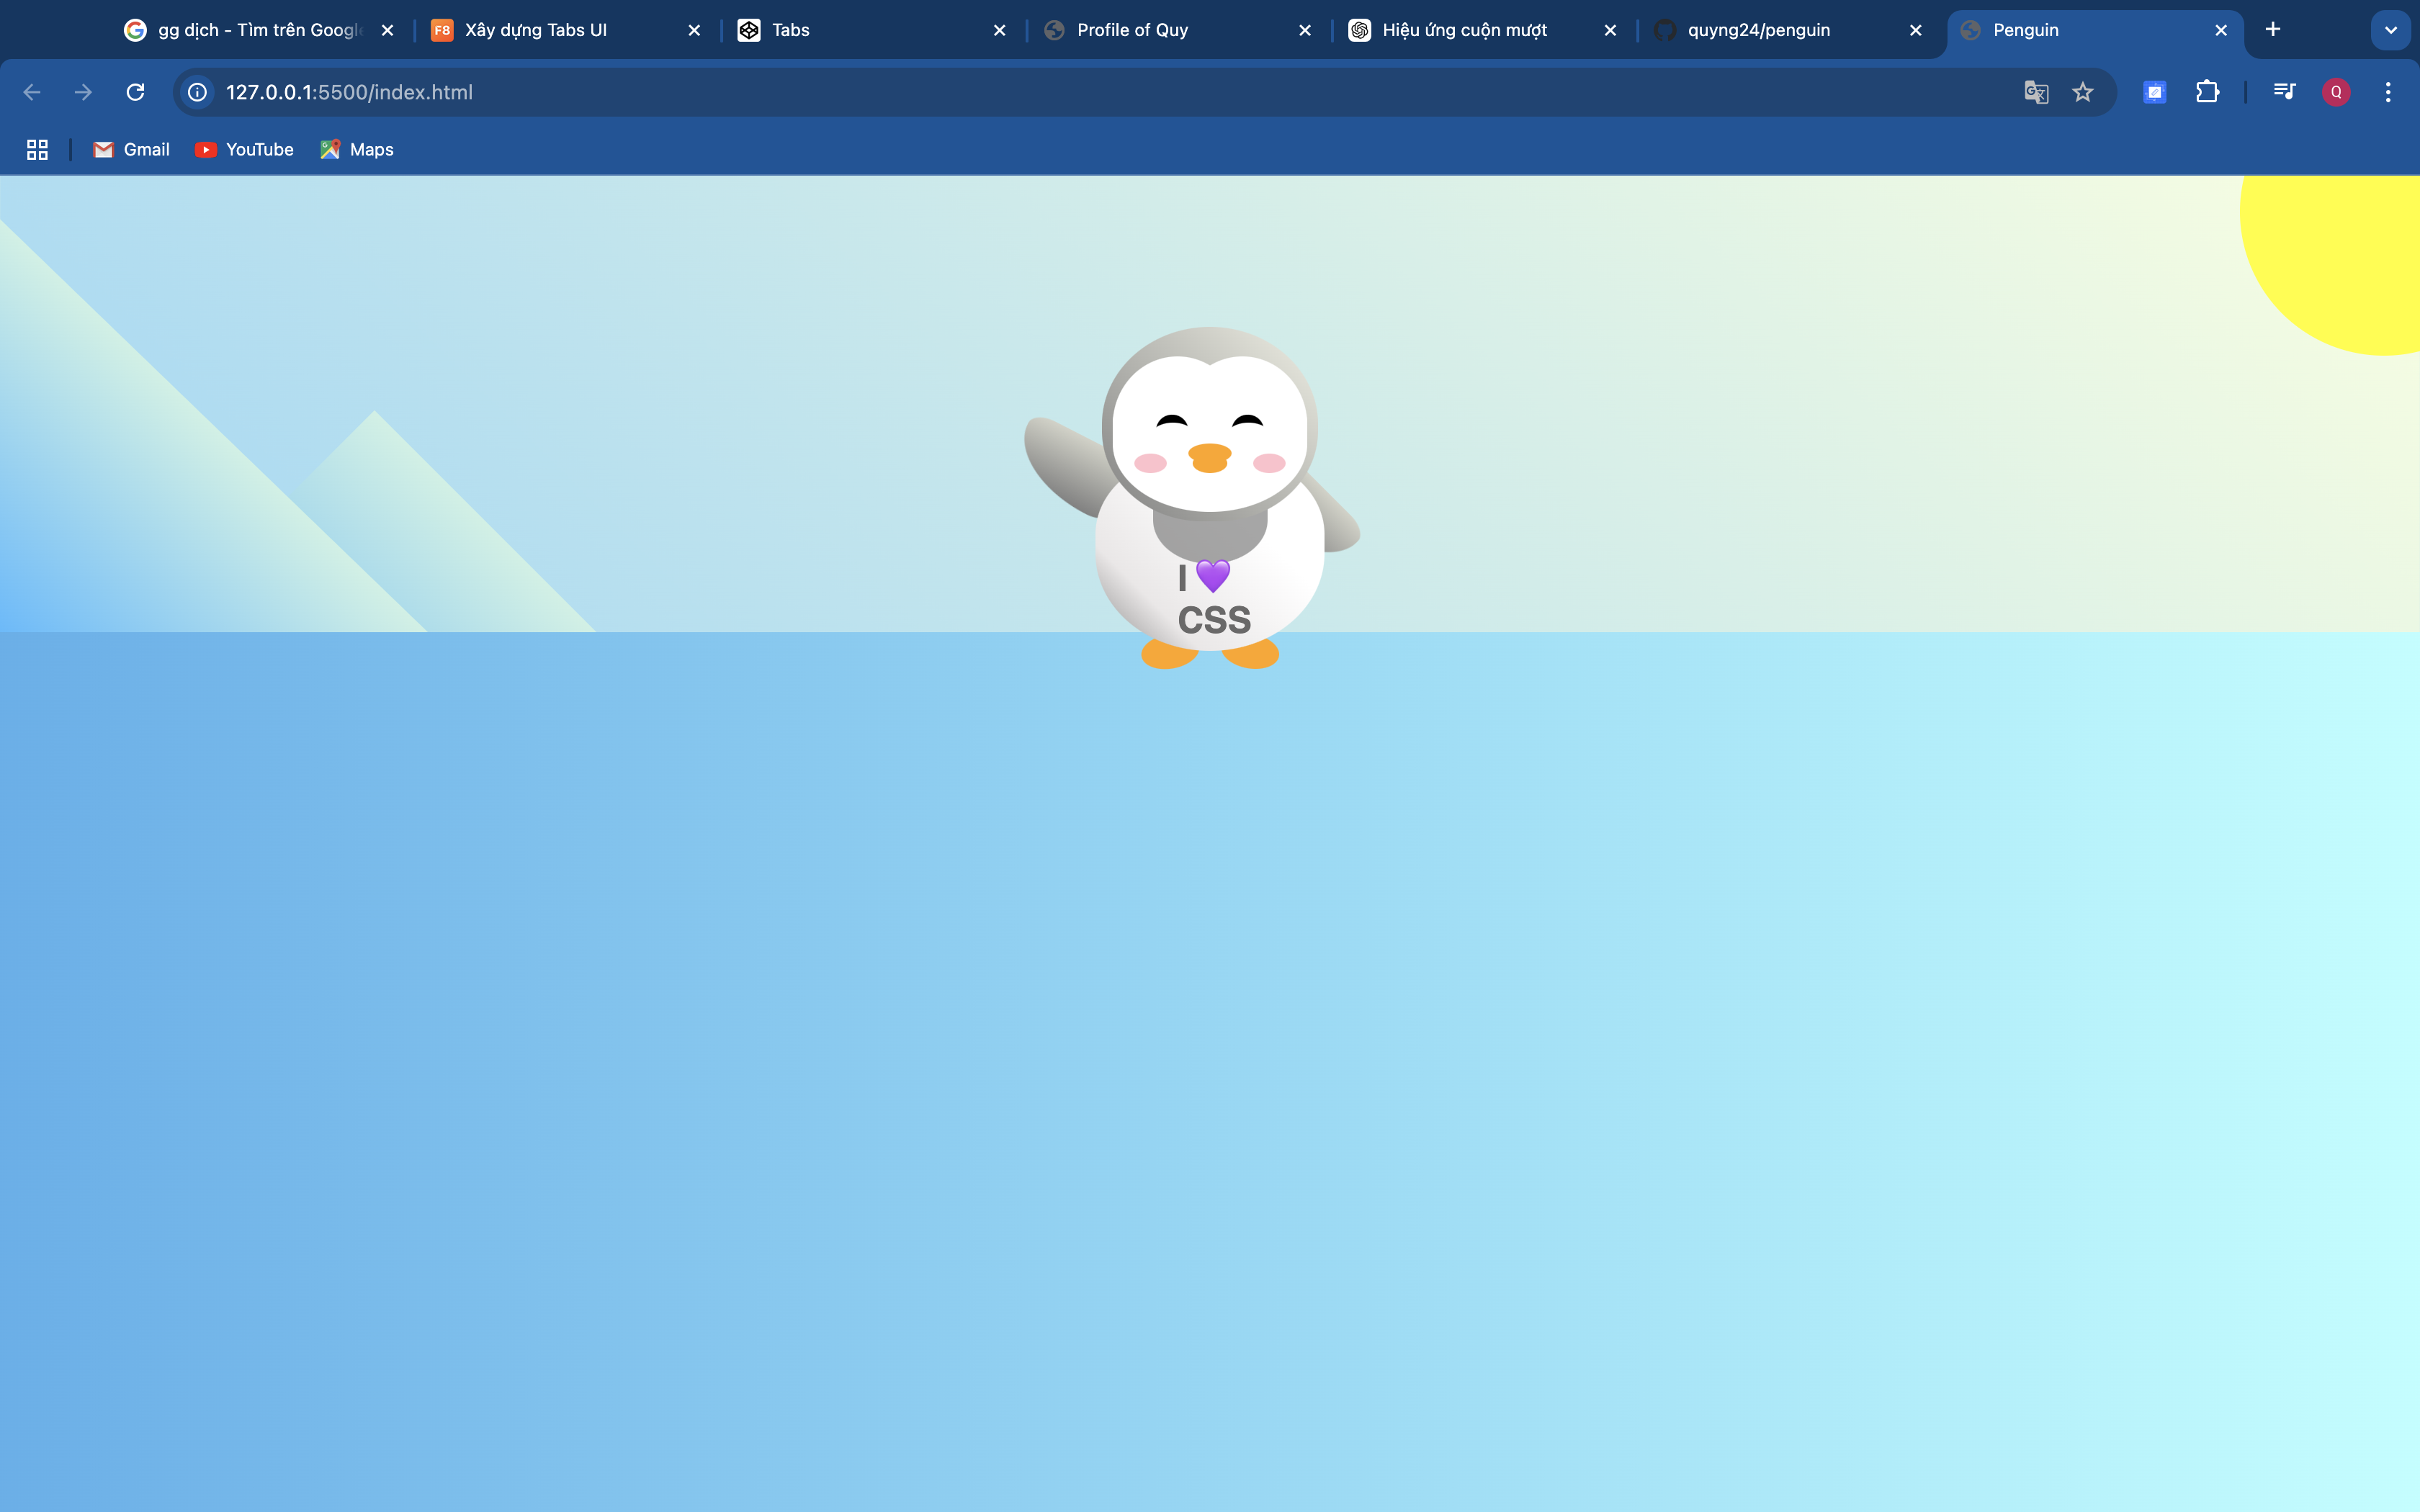 gg dịch - Tìm trên Google
F8
Xây dựng Tabs UI
Tabs
Profile of Quy
Hiệu ứng cuộn mượt
quyng24/penguin
Penguin
127.0.0.1:5500/index.html
Q
Gmail
YouTube
Maps
I 💜
CSS